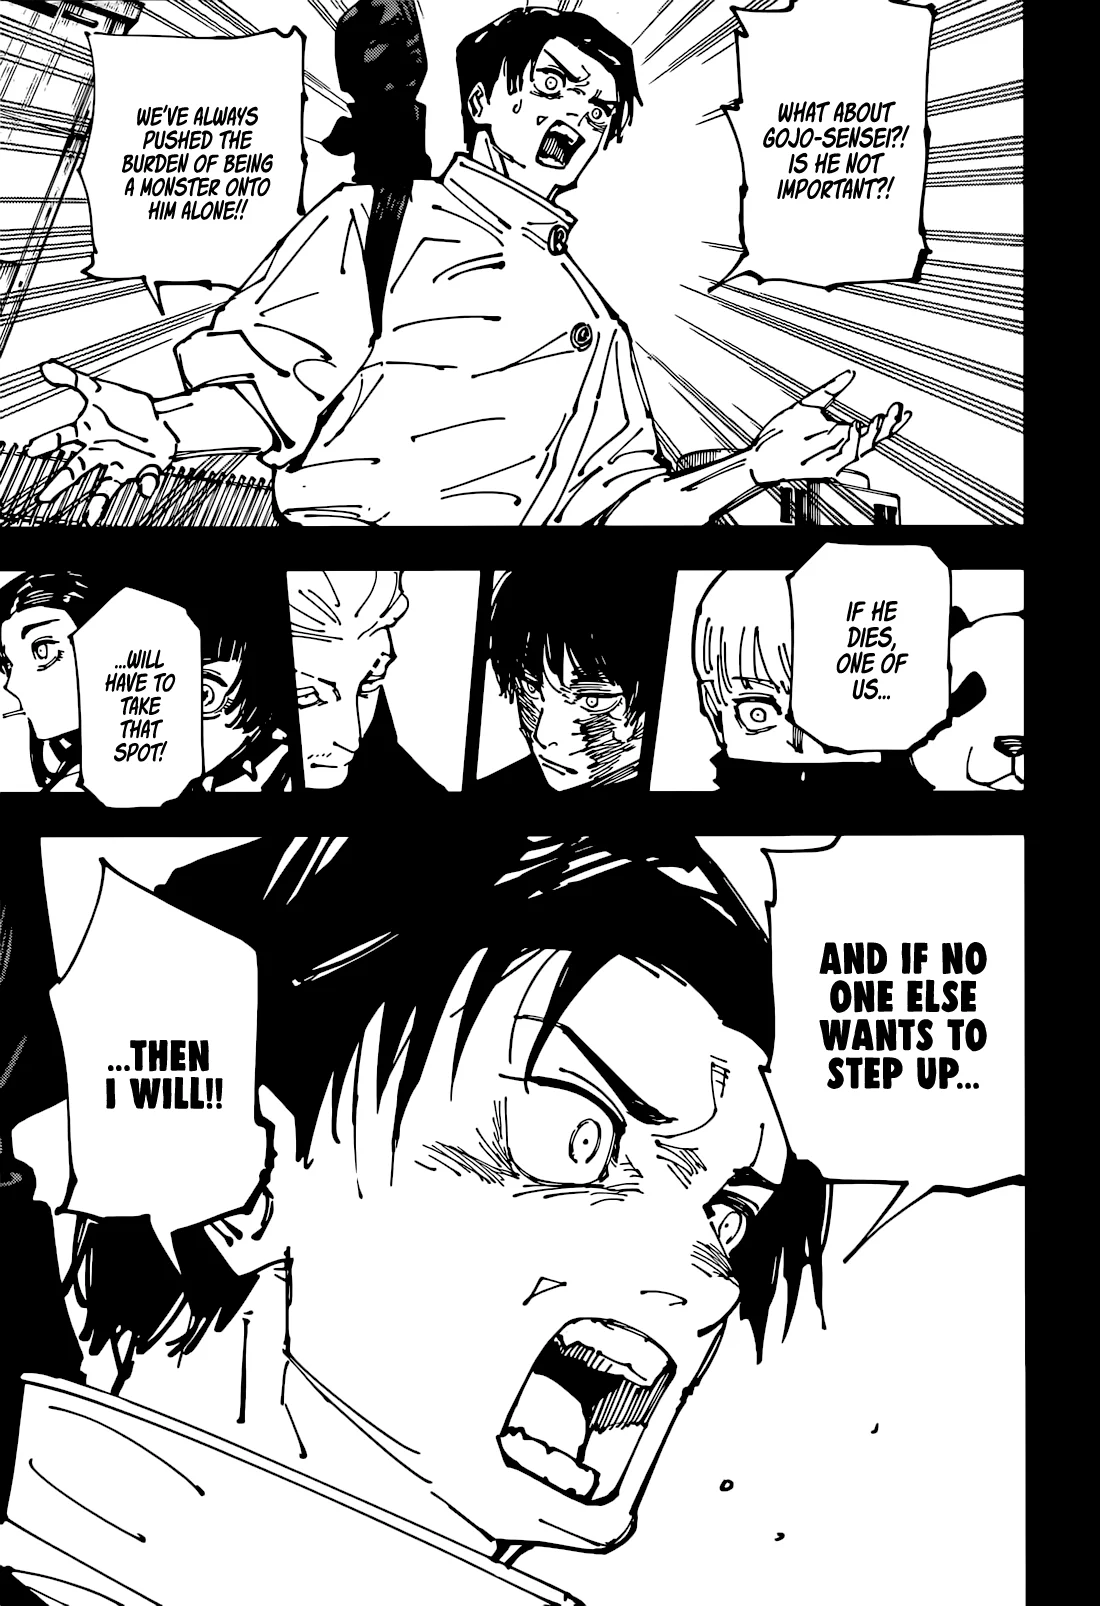 WHAT ABOUT
GOJO-SENSEI?!
IS HE NOT
IMPORTANT?!
WE'VE ALWAYS
PUSHED THE
BURDEN OF BEING
A MONSTER ONTO
HIM ALONE!!
IF HE
DIES,
ONE OF
US...
...WILL
HAVE TO
TAKE
THAT
SPOT!
AND IF NO
ONE ELSE
WANTS TO
STEP UP...
...THEN
I WILL!!